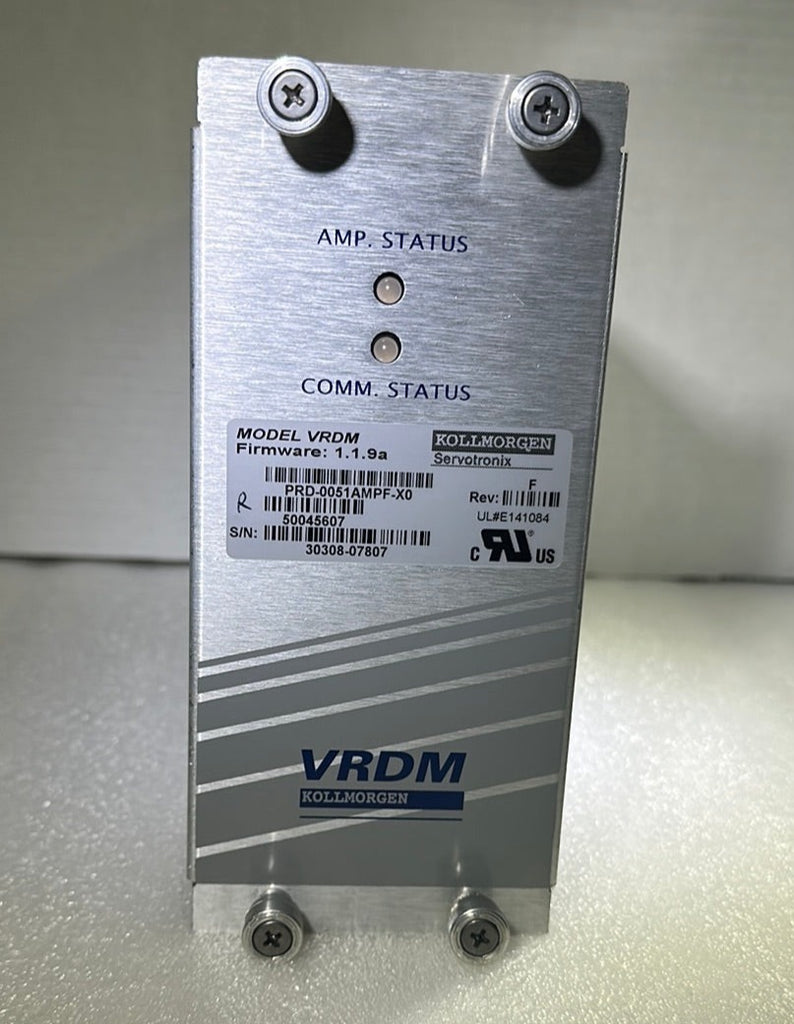 AMP. STATUS
COMM. STATUS
MODEL VRDM
Firmware: 1.1.9a
KOLLMORGEN
Servotronix
PRD-0051AMPF-X0
F
Rev:
R
50045607
UL#E141084
S/N:
30308-07807
C RU ® US
VRDM
KOLLMORGEN